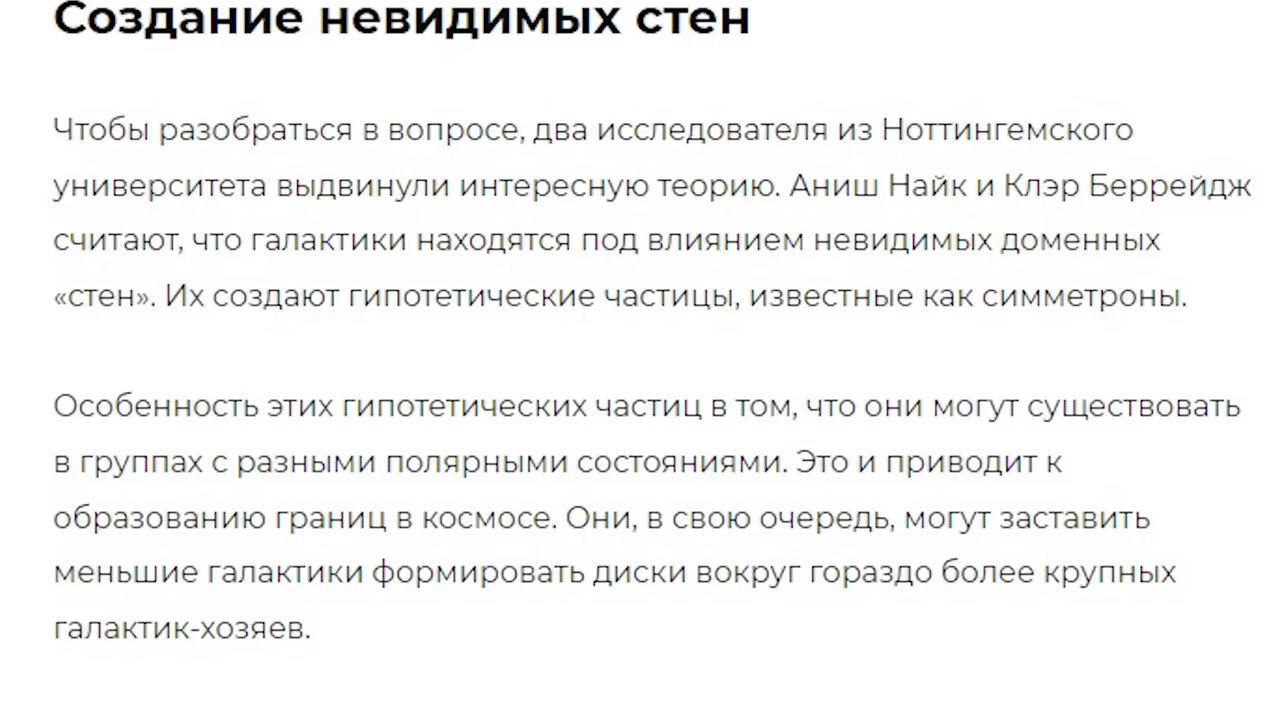 Создание невидимых стен
Чтобы разобраться в вопросе, два исследователя из Ноттингемского
университета выдвинули интересную теорию. Аниш Найк и Клэр Беррейдж
считают, что галактики находятся под влиянием невидимых доменных
«стен». Их создают гипотетические частицы, известные как симметроны.
Особенность этих гипотетических частиц в том, что они могут существовать
в группах с разными полярными состояниями. Это и приводит к
образованию границ в космосе. Они, в свою очередь, могут заставить
меньшие галактики формировать диски вокруг гораздо более крупных
галактик-хозяев.